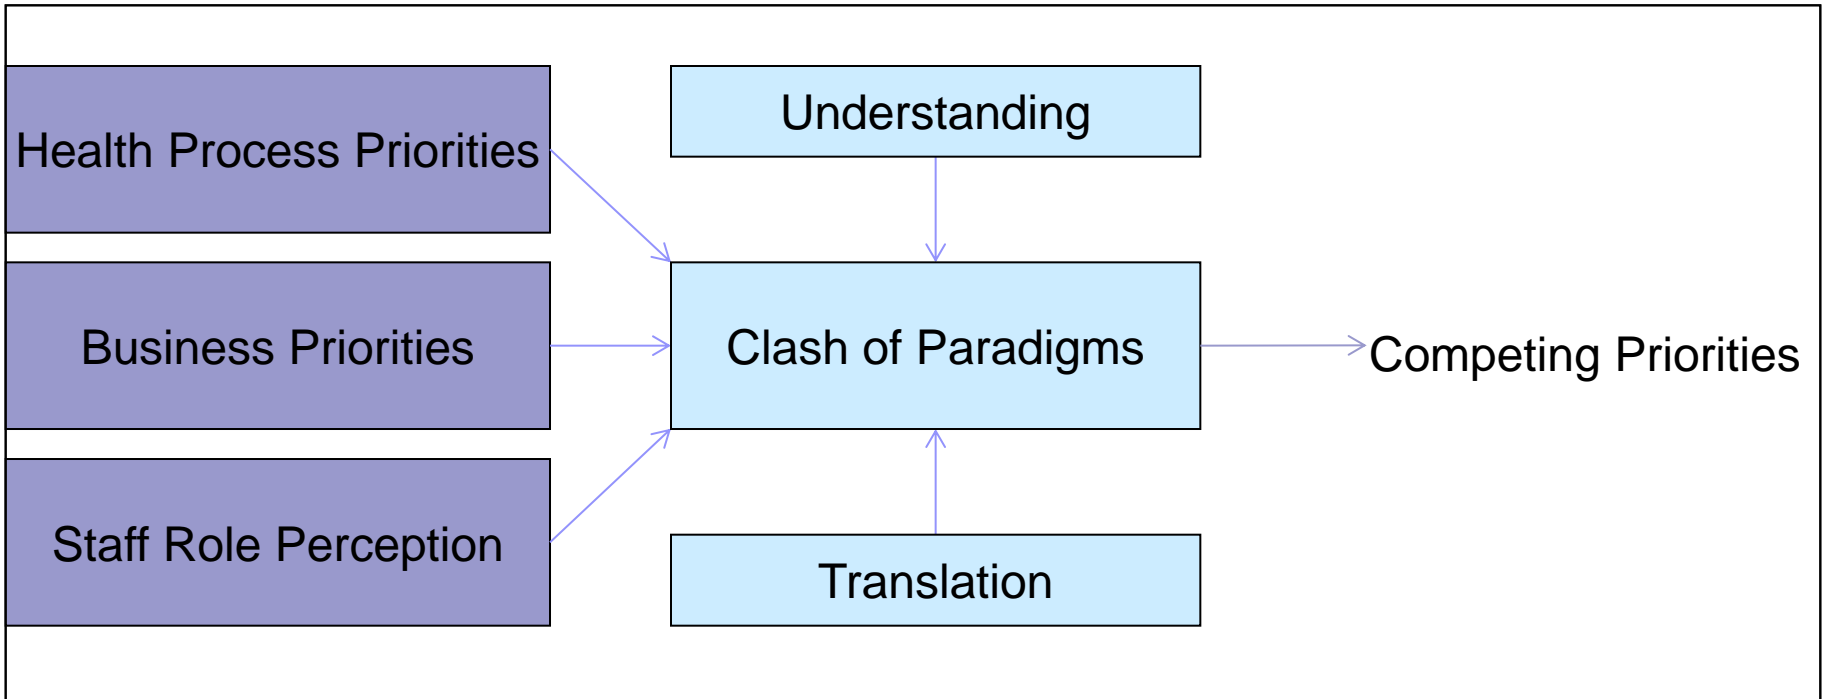 Health Process Priorities
Understanding
Business Priorities
Clash of Paradigms
Competing Priorities
Staff Role Perception
Translation